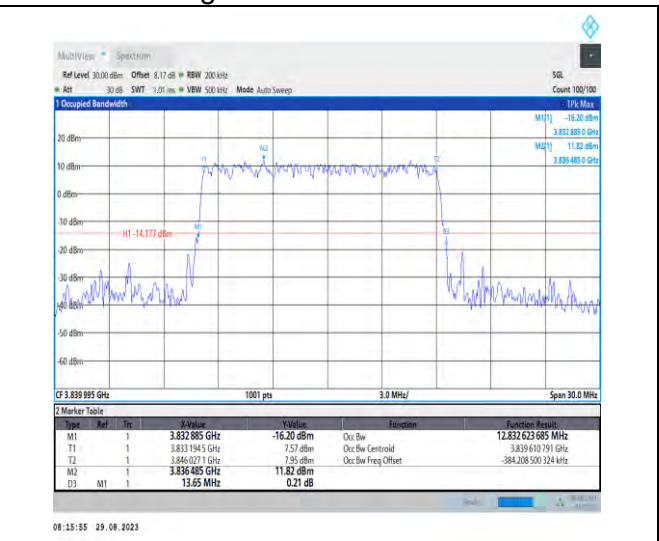 MultiView Spectrum
Ref Level 30.00 dBm Offset 8.17 dB RBW 200 kHz SGL
Att 30 dB SWT 1.01 ms VBW 500 kHz Mode Auto Sweep Count 100/100
1 Occupied Bandwidth 1Pk Max
M1[1] -16.20 dBm
3.832 885 0 GHz
M2[1] 11.82 dBm
3.836 485 0 GHz
20 dBm
M2
T1 T2
10 dBm
0 dBm
-10 dBm
H1 -14.177 dBm M1
-20 dBm
-30 dBm
-40 dBm
-50 dBm
-60 dBm
CF 3.839 995 GHz 1001 pts 3.0 MHz/ Span 30.0 MHz
2 Marker Table
Type Ref Trc X-Value Y-Value Function Function Result
M1 1 3.832 885 GHz -16.20 dBm Occ Bw 12.832 623 685 MHz
T1 1 3.833 194 5 GHz 7.57 dBm Occ Bw Centroid 3.839 610 791 GHz
T2 1 3.846 027 1 GHz 7.95 dBm Occ Bw Freq Offset -384.208 500 324 kHz
M2 1 3.836 485 GHz 11.82 dBm
D3 M1 1 13.65 MHz 0.21 dB
08:15:55 29.08.2023